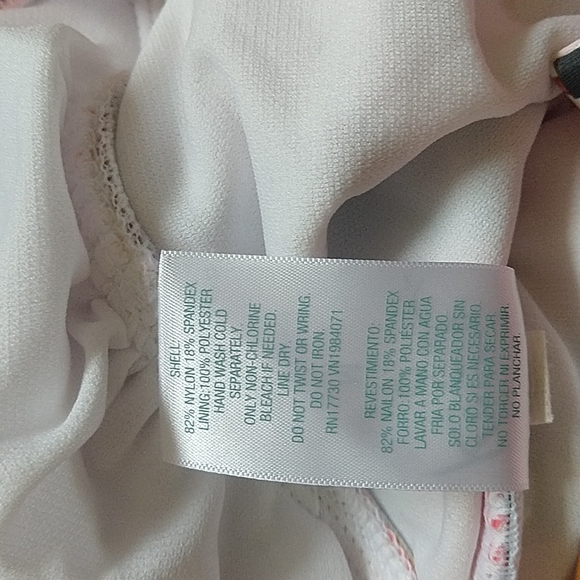 SHELL
82% NYLON 18% SPANDEX
LINING:100% POLYESTER
HAND WASH COLD
SEPARATELY.
ONLY NON-CHLORINE
BLEACH IF NEEDED.
LINE DRY.
DO NOT TWIST OR WRING.
DO NOT IRON.
RN17730 VN1984071
REVESTIMIENTO:
82% NAILON 18% SPANDEX
FORRO:100% POLIESTER
LAVAR A MANO CON AGUA
FRIA POR SEPARADO.
SOLO BLANQUEADOR SIN
CLORO SI ES NECESARIO.
TENDER PARA SECAR.
NO TORCER NI EXPRIMIR.
NO PLANCHAR.